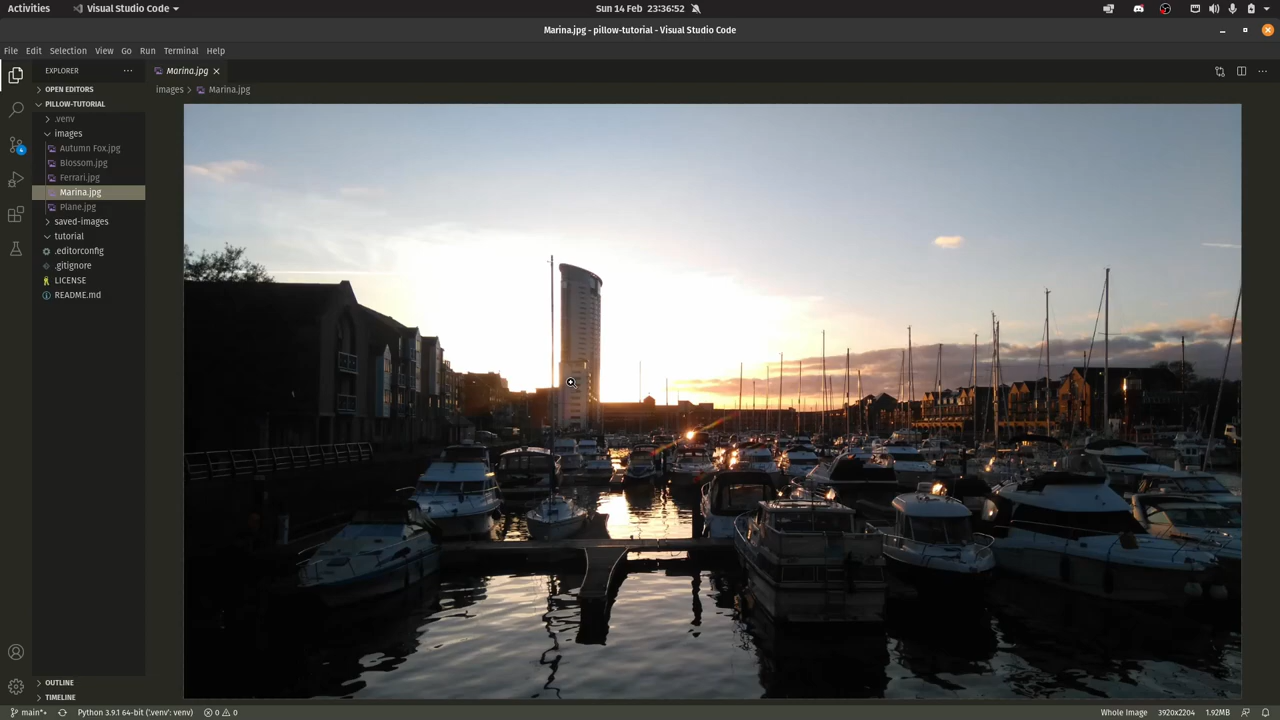 Activities
Visual Studio Code
Sun 14 Feb 23:36:52
Marina.jpg - pillow-tutorial - Visual Studio Code
File Edit Selection View Go Run Terminal Help
EXPLORER
Marina.jpg
OPEN EDITORS
images
Marina.jpg
PILLOW-TUTORIAL
.venv
images
Autumn Fox.jpg
Blossom.jpg
Ferrari.jpg
Marina.jpg
Plane.jpg
saved-images
tutorial
.editorconfig
.gitignore
LICENSE
README.md
OUTLINE
TIMELINE
main*+
Python 3.9.1 64-bit ('.venv': venv)
0
0
Whole Image
3920x2204
1.92MB